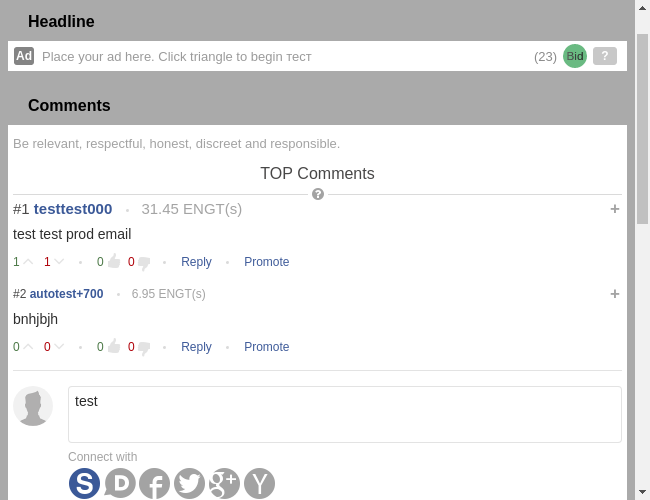 Headline
Ad Place your ad here. Click triangle to begin тест (23) Bid ?
Comments
Be relevant, respectful, honest, discreet and responsible.
TOP Comments
?
#1 testtest000 • 31.45 ENGT(s) +
test test prod email
1 1 • 0 0 • Reply • Promote
#2 autotest+700 • 6.95 ENGT(s) +
bnhjbjh
0 0 • 0 0 • Reply • Promote
test
Connect with
S D f g+ Y